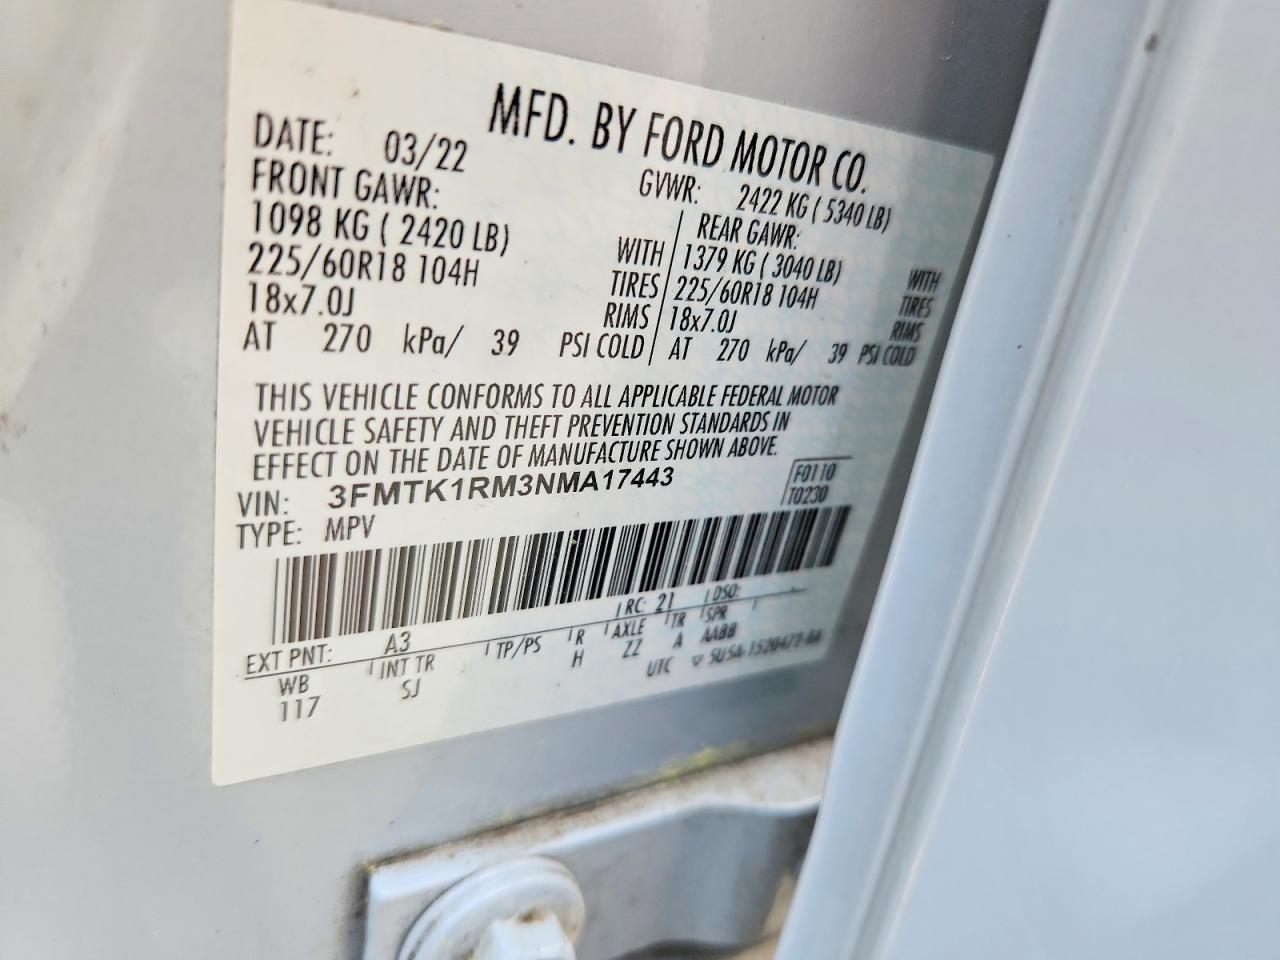 MFD. BY FORD MOTOR CO.
DATE: 03/22 GVWR: 2422 KG ( 5340 LB)
FRONT GAWR: REAR GAWR:
1098 KG ( 2420 LB) WITH 1379 KG ( 3040 LB) WITH
225/60R18 104H TIRES 225/60R18 104H TIRES
18x7.0J RIMS 18x7.0J RIMS
AT 270 kPa/ 39 PSI COLD AT 270 kPa/ 39 PSI COLD
THIS VEHICLE CONFORMS TO ALL APPLICABLE FEDERAL MOTOR
VEHICLE SAFETY AND THEFT PREVENTION STANDARDS IN
EFFECT ON THE DATE OF MANUFACTURE SHOWN ABOVE.
VIN: 3FMTK1RM3NMA17443 F0110
TYPE: MPV T0230
EXT PNT: A3 RC: 21 DSO:
WB INT TR TP/PS R AXLE TR SPR
117 SJ H ZZ A AABB
UTC